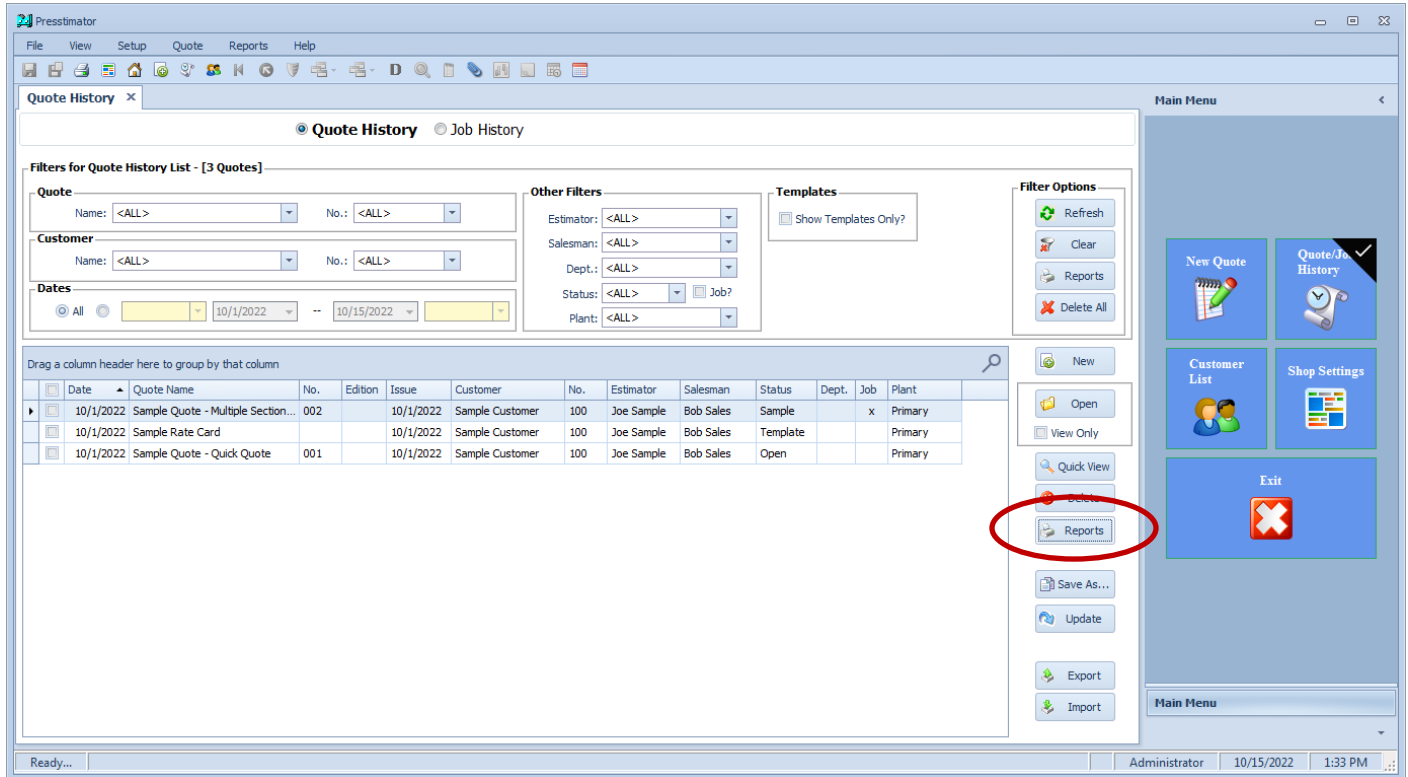 Presstimator
File View Setup Quote Reports Help
D
Quote History
Main Menu
Quote History Job History
Filters for Quote History List - [3 Quotes]
Quote
Name: <ALL> No.: <ALL>
Customer
Name: <ALL> No.: <ALL>
Dates
All 10/1/2022 -- 10/15/2022
Other Filters
Estimator: <ALL>
Salesman: <ALL>
Dept.: <ALL>
Status: <ALL> Job?
Plant: <ALL>
Templates
Show Templates Only?
Filter Options
Refresh
Clear
Reports
Delete All
Drag a column header here to group by that column
Date Quote Name No. Edition Issue Customer No. Estimator Salesman Status Dept. Job Plant
10/1/2022 Sample Quote - Multiple Section... 002 10/1/2022 Sample Customer 100 Joe Sample Bob Sales Sample x Primary
10/1/2022 Sample Rate Card 10/1/2022 Sample Customer 100 Joe Sample Bob Sales Template Primary
10/1/2022 Sample Quote - Quick Quote 001 10/1/2022 Sample Customer 100 Joe Sample Bob Sales Open Primary
New
Open
View Only
Quick View
Delete
Reports
Save As...
Update
Export
Import
New Quote
Quote/Jo
History
Customer
List
Shop Settings
Exit
Main Menu
Ready...
Administrator 10/15/2022 1:33 PM